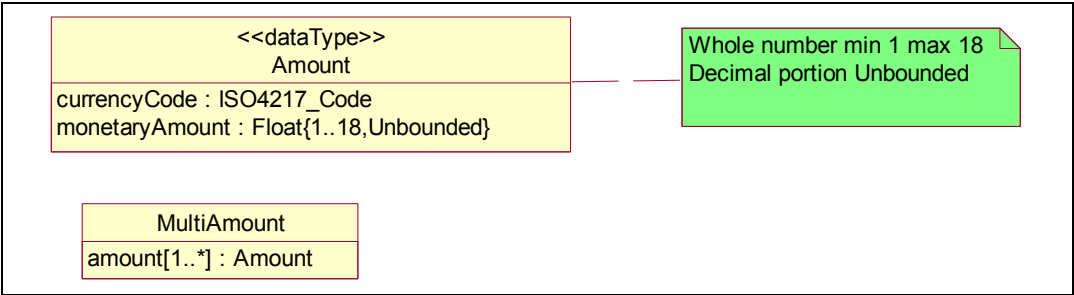 <<dataType>>
Amount
currencyCode : ISO4217_Code
monetaryAmount : Float{1..18,Unbounded}
Whole number min 1 max 18
Decimal portion Unbounded
MultiAmount
amount[1..*] : Amount